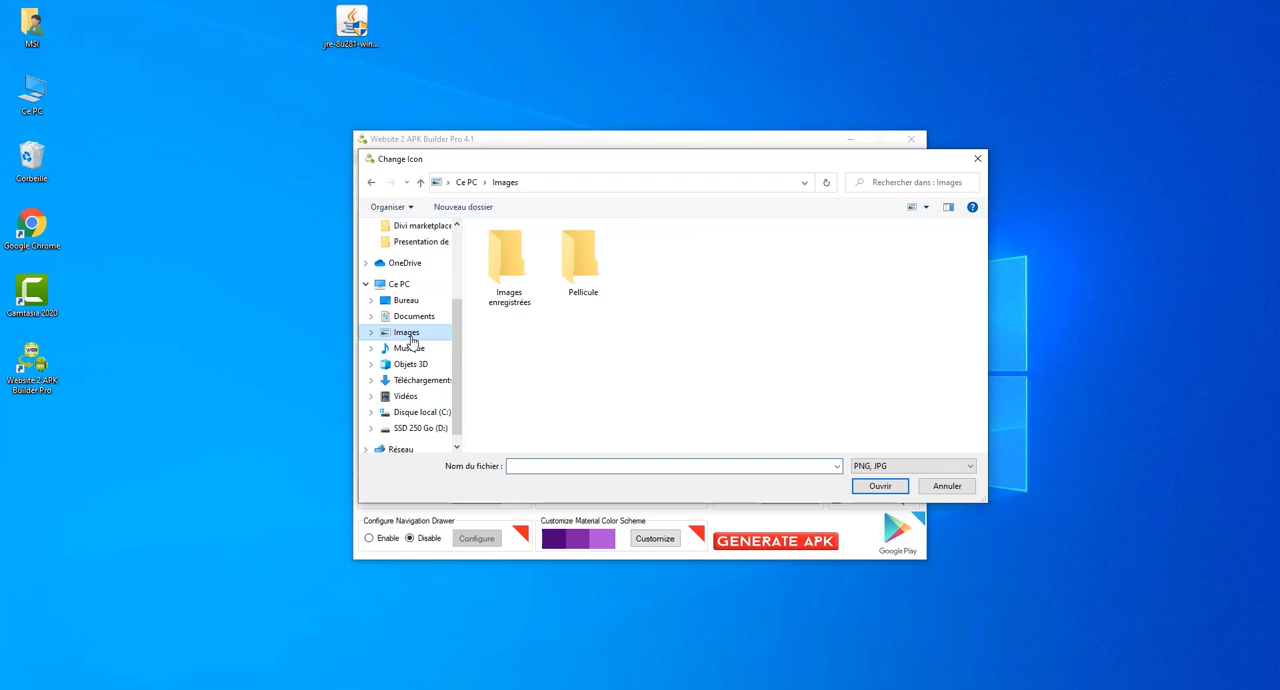 MSI
jre-8u281-win...
Ce PC
Corbeille
Google Chrome
Camtasia 2020
Website 2 APK
Builder Pro
Website 2 APK Builder Pro 4.1
Change Icon
Ce PC
Images
Rechercher dans : Images
Organiser
Nouveau dossier
Divi marketplace
Presentation de
OneDrive
Ce PC
Bureau
Documents
Images
Musique
Objets 3D
Téléchargements
Vidéos
Disque local (C:)
SSD 250 Go (D:)
Réseau
Images
enregistrées
Pellicule
Nom du fichier :
PNG, JPG
Ouvrir
Annuler
Configure Navigation Drawer
Enable
Disable
Configure
Customize Material Color Scheme
Customize
GENERATE APK
Google Play